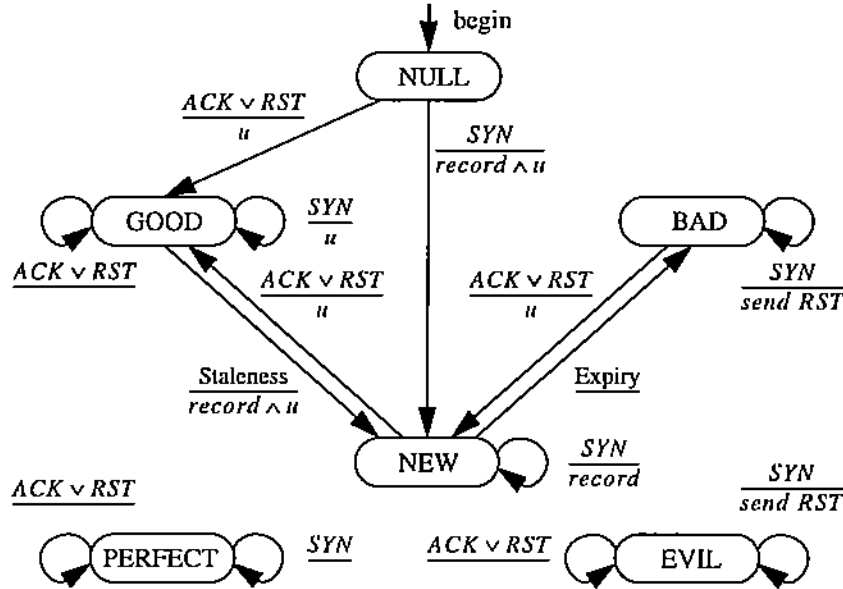 begin
NULL
ACK ∨ RST
u
SYN
record ∧ u
GOOD
SYN
u
BAD
ACK ∨ RST
ACK ∨ RST
u
ACK ∨ RST
u
SYN
send RST
Staleness
record ∧ u
Expiry
NEW
SYN
record
ACK ∨ RST
SYN
send RST
PERFECT
SYN
ACK ∨ RST
EVIL